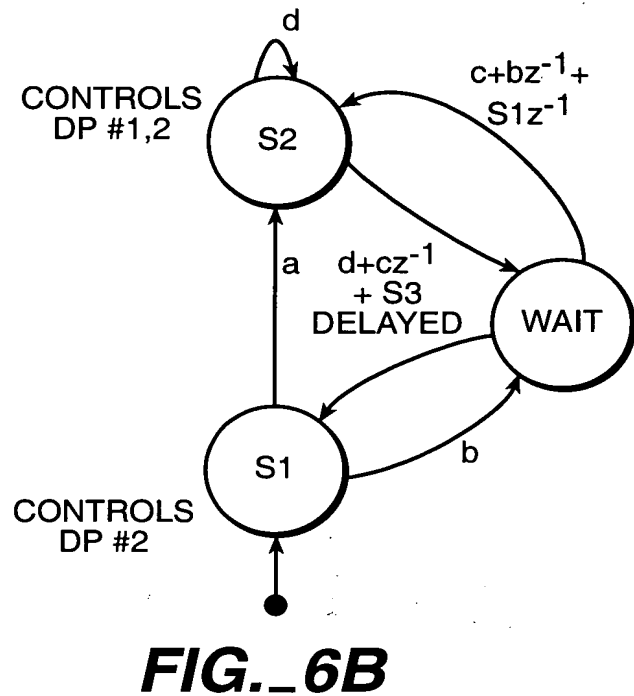 d
CONTROLS
DP #1,2
S2
c+bz⁻¹+
S1z⁻¹
a
d+cz⁻¹
+ S3
DELAYED
WAIT
S1
b
CONTROLS
DP #2
FIG._6B